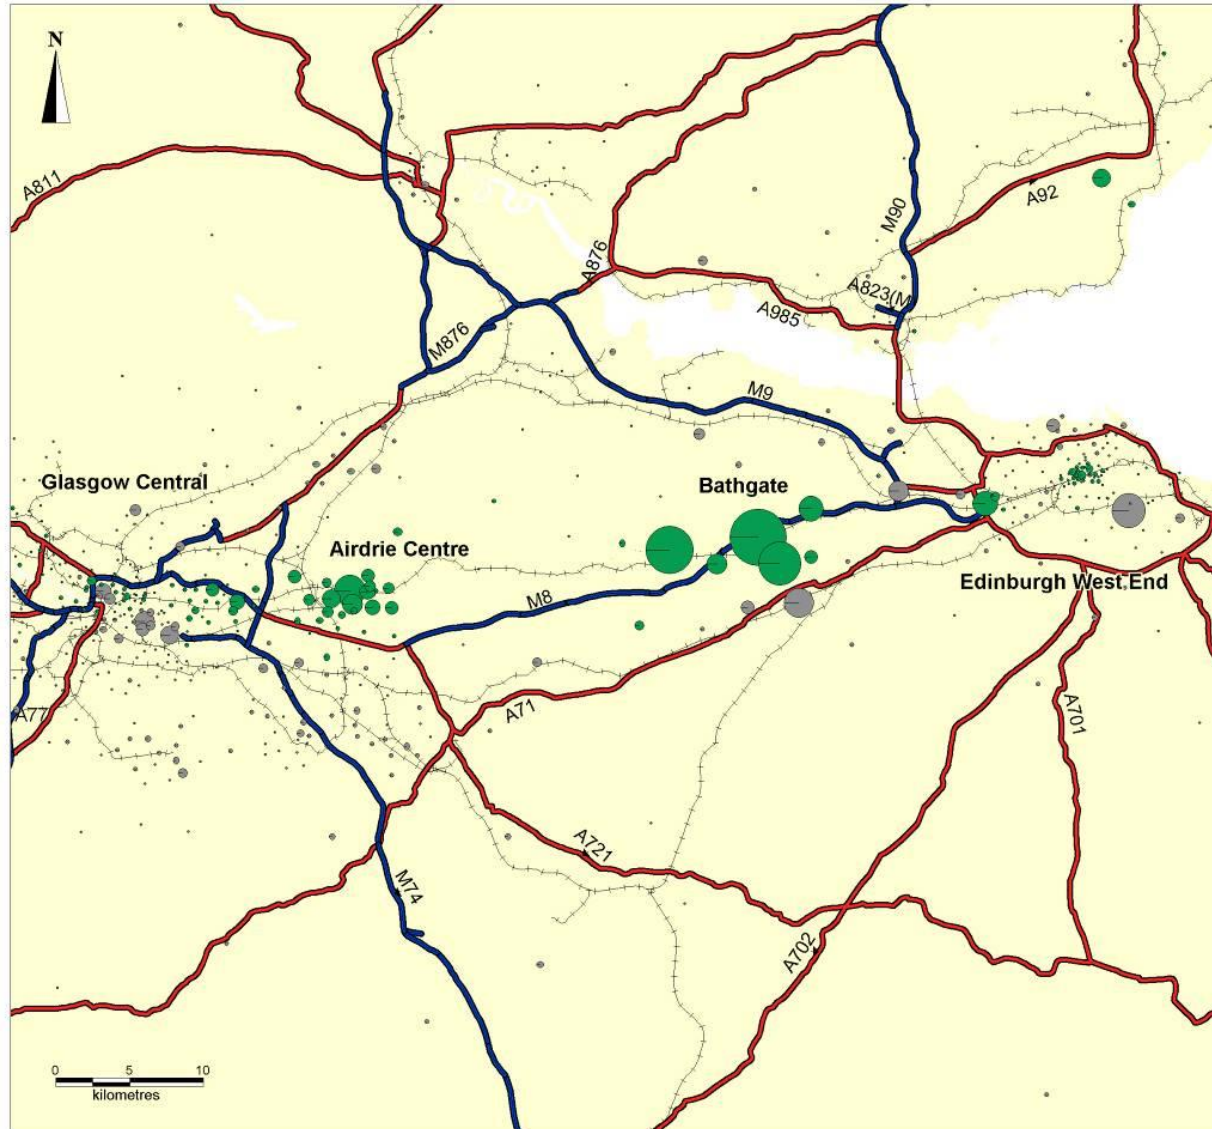 N
A811
A92
M90
A876
A823(M
A985
M876
M9
Glasgow Central
Bathgate
Airdrie Centre
Edinburgh West End
M8
A77
A71
A701
A721
M74
A702
0 5 10
kilometres